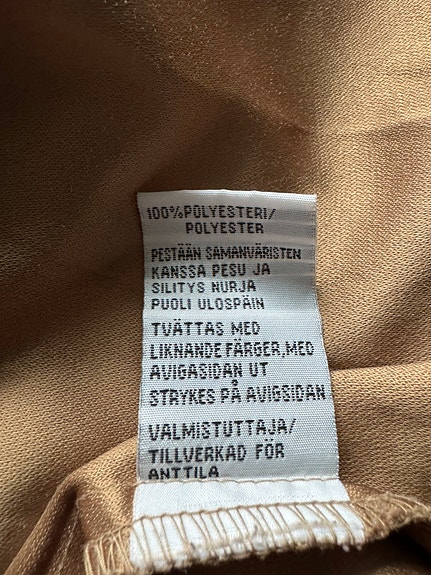 100%POLYESTERI/
POLYESTER
PESTÄÄN SAMANVÄRISTEN
KANSSA PESU JA
SILITYS NURJA
PUOLI ULOSPÄIN
TVÄTTAS MED
LIKNANDE FÄRGER,MED
AVIGASIDAN UT
STRYKES PÅ AVIGSIDAN
VALMISTUTTAJA/
TILLVERKAD FÖR
ANTTILA